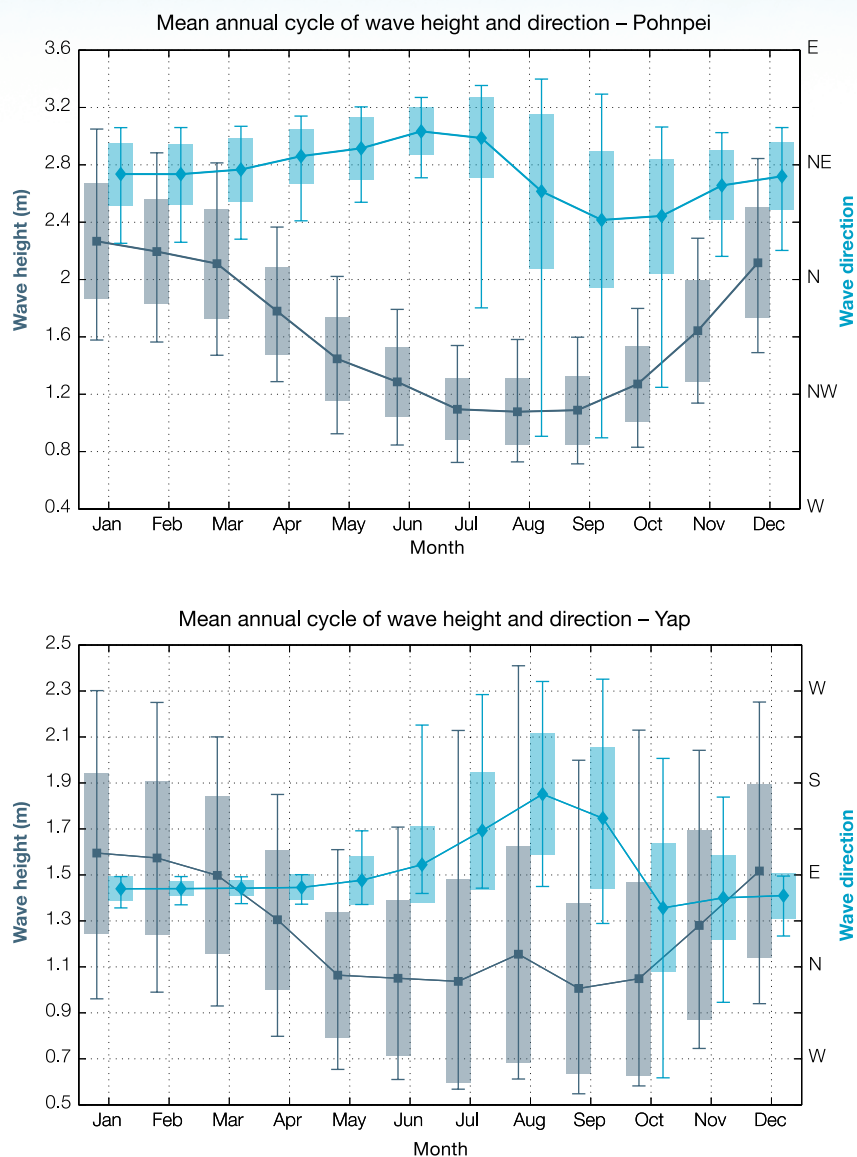 Mean annual cycle of wave height and direction – Pohnpei
3.6
3.2
2.8
2.4
2
1.6
1.2
0.8
0.4
Wave height (m)
E
NE
N
NW
W
Wave direction
Jan Feb Mar Apr May Jun Jul Aug Sep Oct Nov Dec
Month
Mean annual cycle of wave height and direction – Yap
2.5
2.3
2.1
1.9
1.7
1.5
1.3
1.1
0.9
0.7
0.5
Wave height (m)
W
S
E
N
W
Wave direction
Jan Feb Mar Apr May Jun Jul Aug Sep Oct Nov Dec
Month